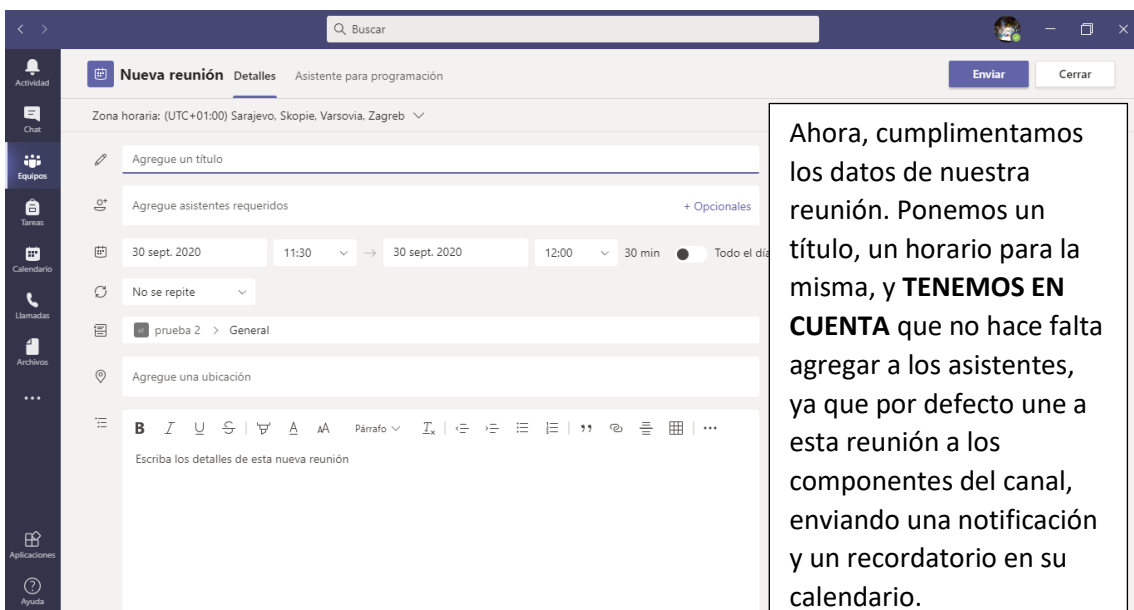 Buscar
Actividad
Chat
Equipos
Tareas
Calendario
Llamadas
Archivos
Aplicaciones
Ayuda
Nueva reunión Detalles Asistente para programación
Enviar Cerrar
Zona horaria: (UTC+01:00) Sarajevo, Skopie, Varsovia, Zagreb
Agregue un título
Agregue asistentes requeridos + Opcionales
30 sept. 2020 11:30 → 30 sept. 2020 12:00 30 min Todo el día
No se repite
prueba 2 > General
Agregue una ubicación
B I U S A AA Párrafo
Escriba los detalles de esta nueva reunión
Ahora, cumplimentamos
los datos de nuestra
reunión. Ponemos un
título, un horario para la
misma, y TENEMOS EN
CUENTA que no hace falta
agregar a los asistentes,
ya que por defecto une a
esta reunión a los
componentes del canal,
enviando una notificación
y un recordatorio en su
calendario.